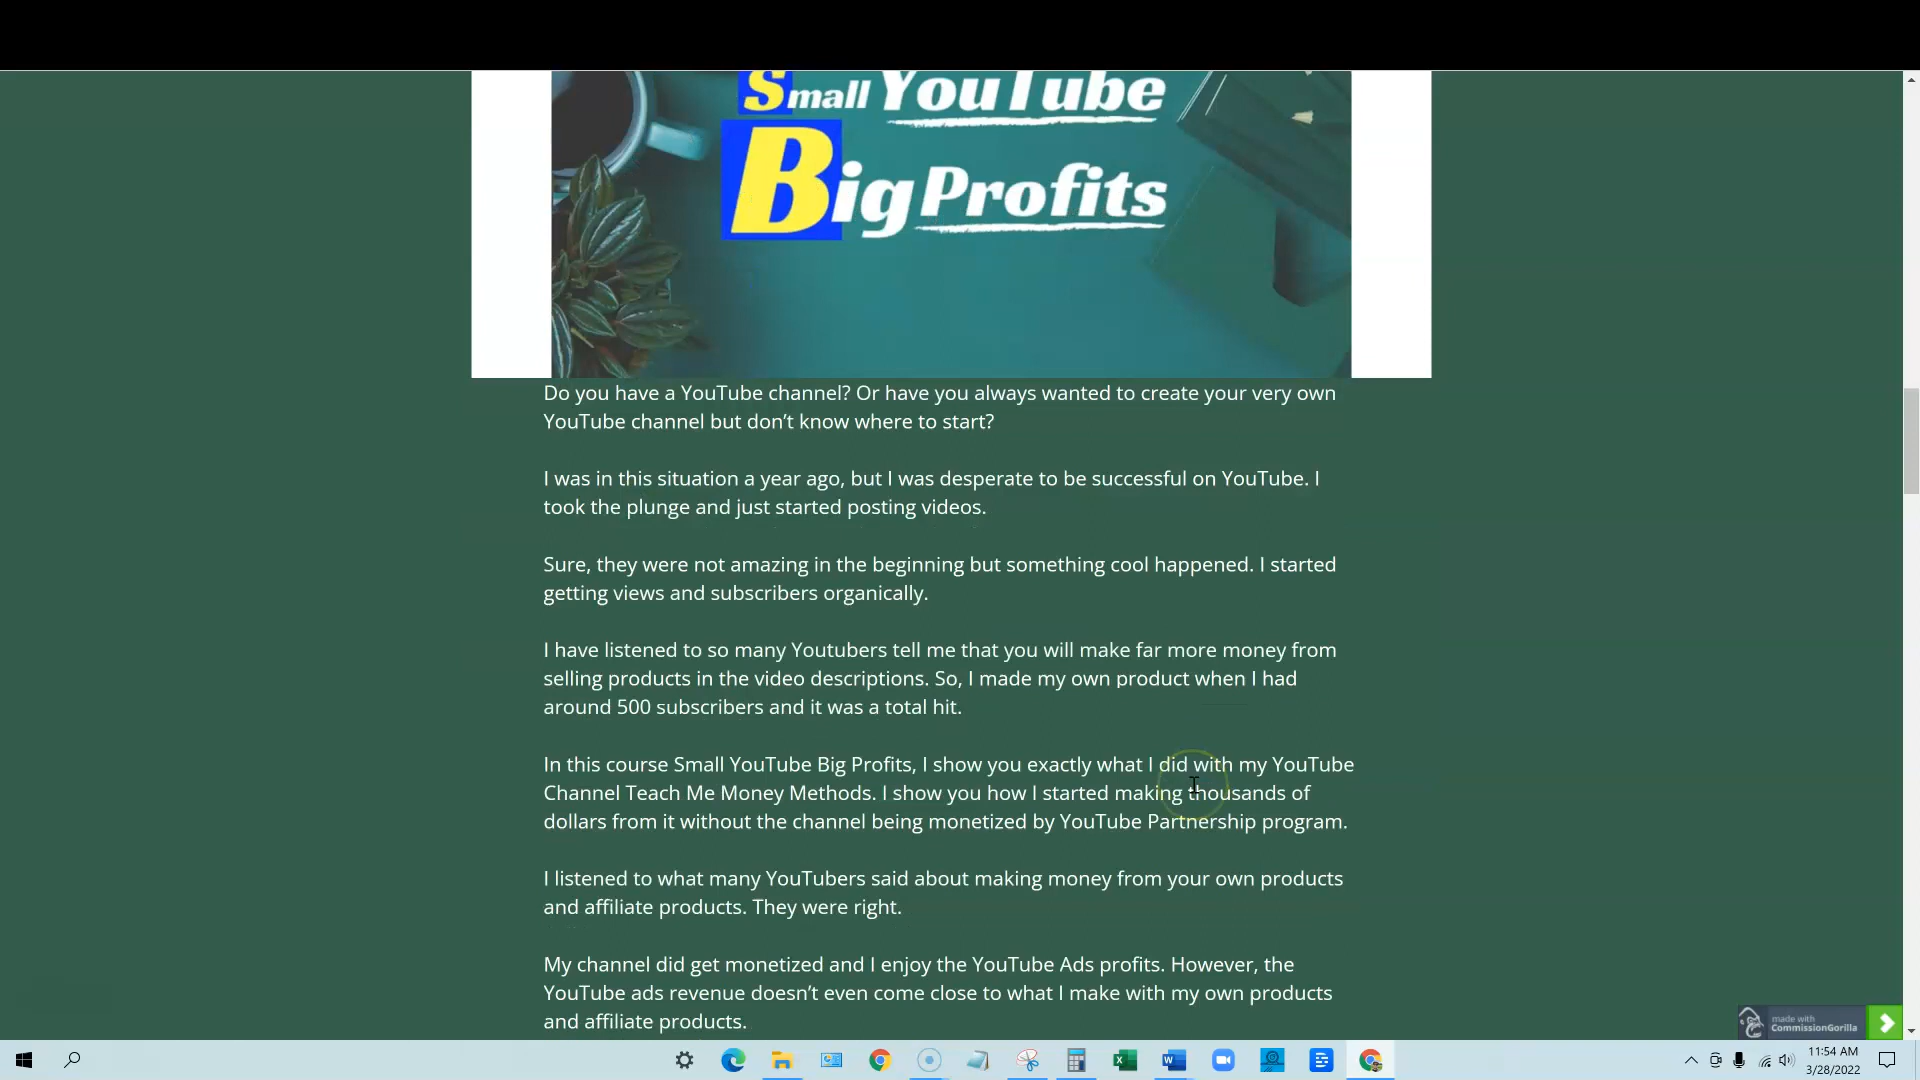 Small YouTube
Big Profits
Do you have a YouTube channel? Or have you always wanted to create your very own
YouTube channel but don’t know where to start?
I was in this situation a year ago, but I was desperate to be successful on YouTube. I
took the plunge and just started posting videos.
Sure, they were not amazing in the beginning but something cool happened. I started
getting views and subscribers organically.
I have listened to so many Youtubers tell me that you will make far more money from
selling products in the video descriptions. So, I made my own product when I had
around 500 subscribers and it was a total hit.
In this course Small YouTube Big Profits, I show you exactly what I did with my YouTube
Channel Teach Me Money Methods. I show you how I started making thousands of
dollars from it without the channel being monetized by YouTube Partnership program.
I listened to what many YouTubers said about making money from your own products
and affiliate products. They were right.
My channel did get monetized and I enjoy the YouTube Ads profits. However, the
YouTube ads revenue doesn’t even come close to what I make with my own products
and affiliate products.
made with
CommissionGorilla
11:54 AM
3/28/2022